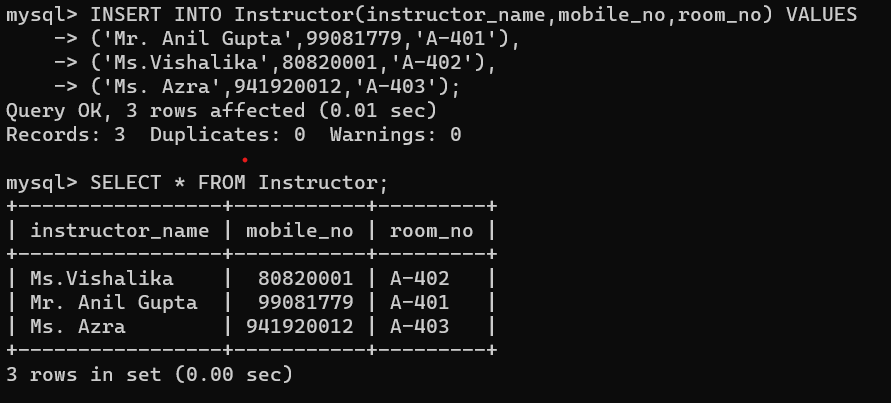 mysql> INSERT INTO Instructor(instructor_name,mobile_no,room_no) VALUES
    -> ('Mr. Anil Gupta',99081779,'A-401'),
    -> ('Ms.Vishalika',80820001,'A-402'),
    -> ('Ms. Azra',941920012,'A-403');
Query OK, 3 rows affected (0.01 sec)
Records: 3  Duplicates: 0  Warnings: 0
mysql> SELECT * FROM Instructor;
+-----------------+-----------+---------+
| instructor_name | mobile_no | room_no |
+-----------------+-----------+---------+
| Ms.Vishalika    |  80820001 | A-402   |
| Mr. Anil Gupta  |  99081779 | A-401   |
| Ms. Azra        | 941920012 | A-403   |
+-----------------+-----------+---------+
3 rows in set (0.00 sec)